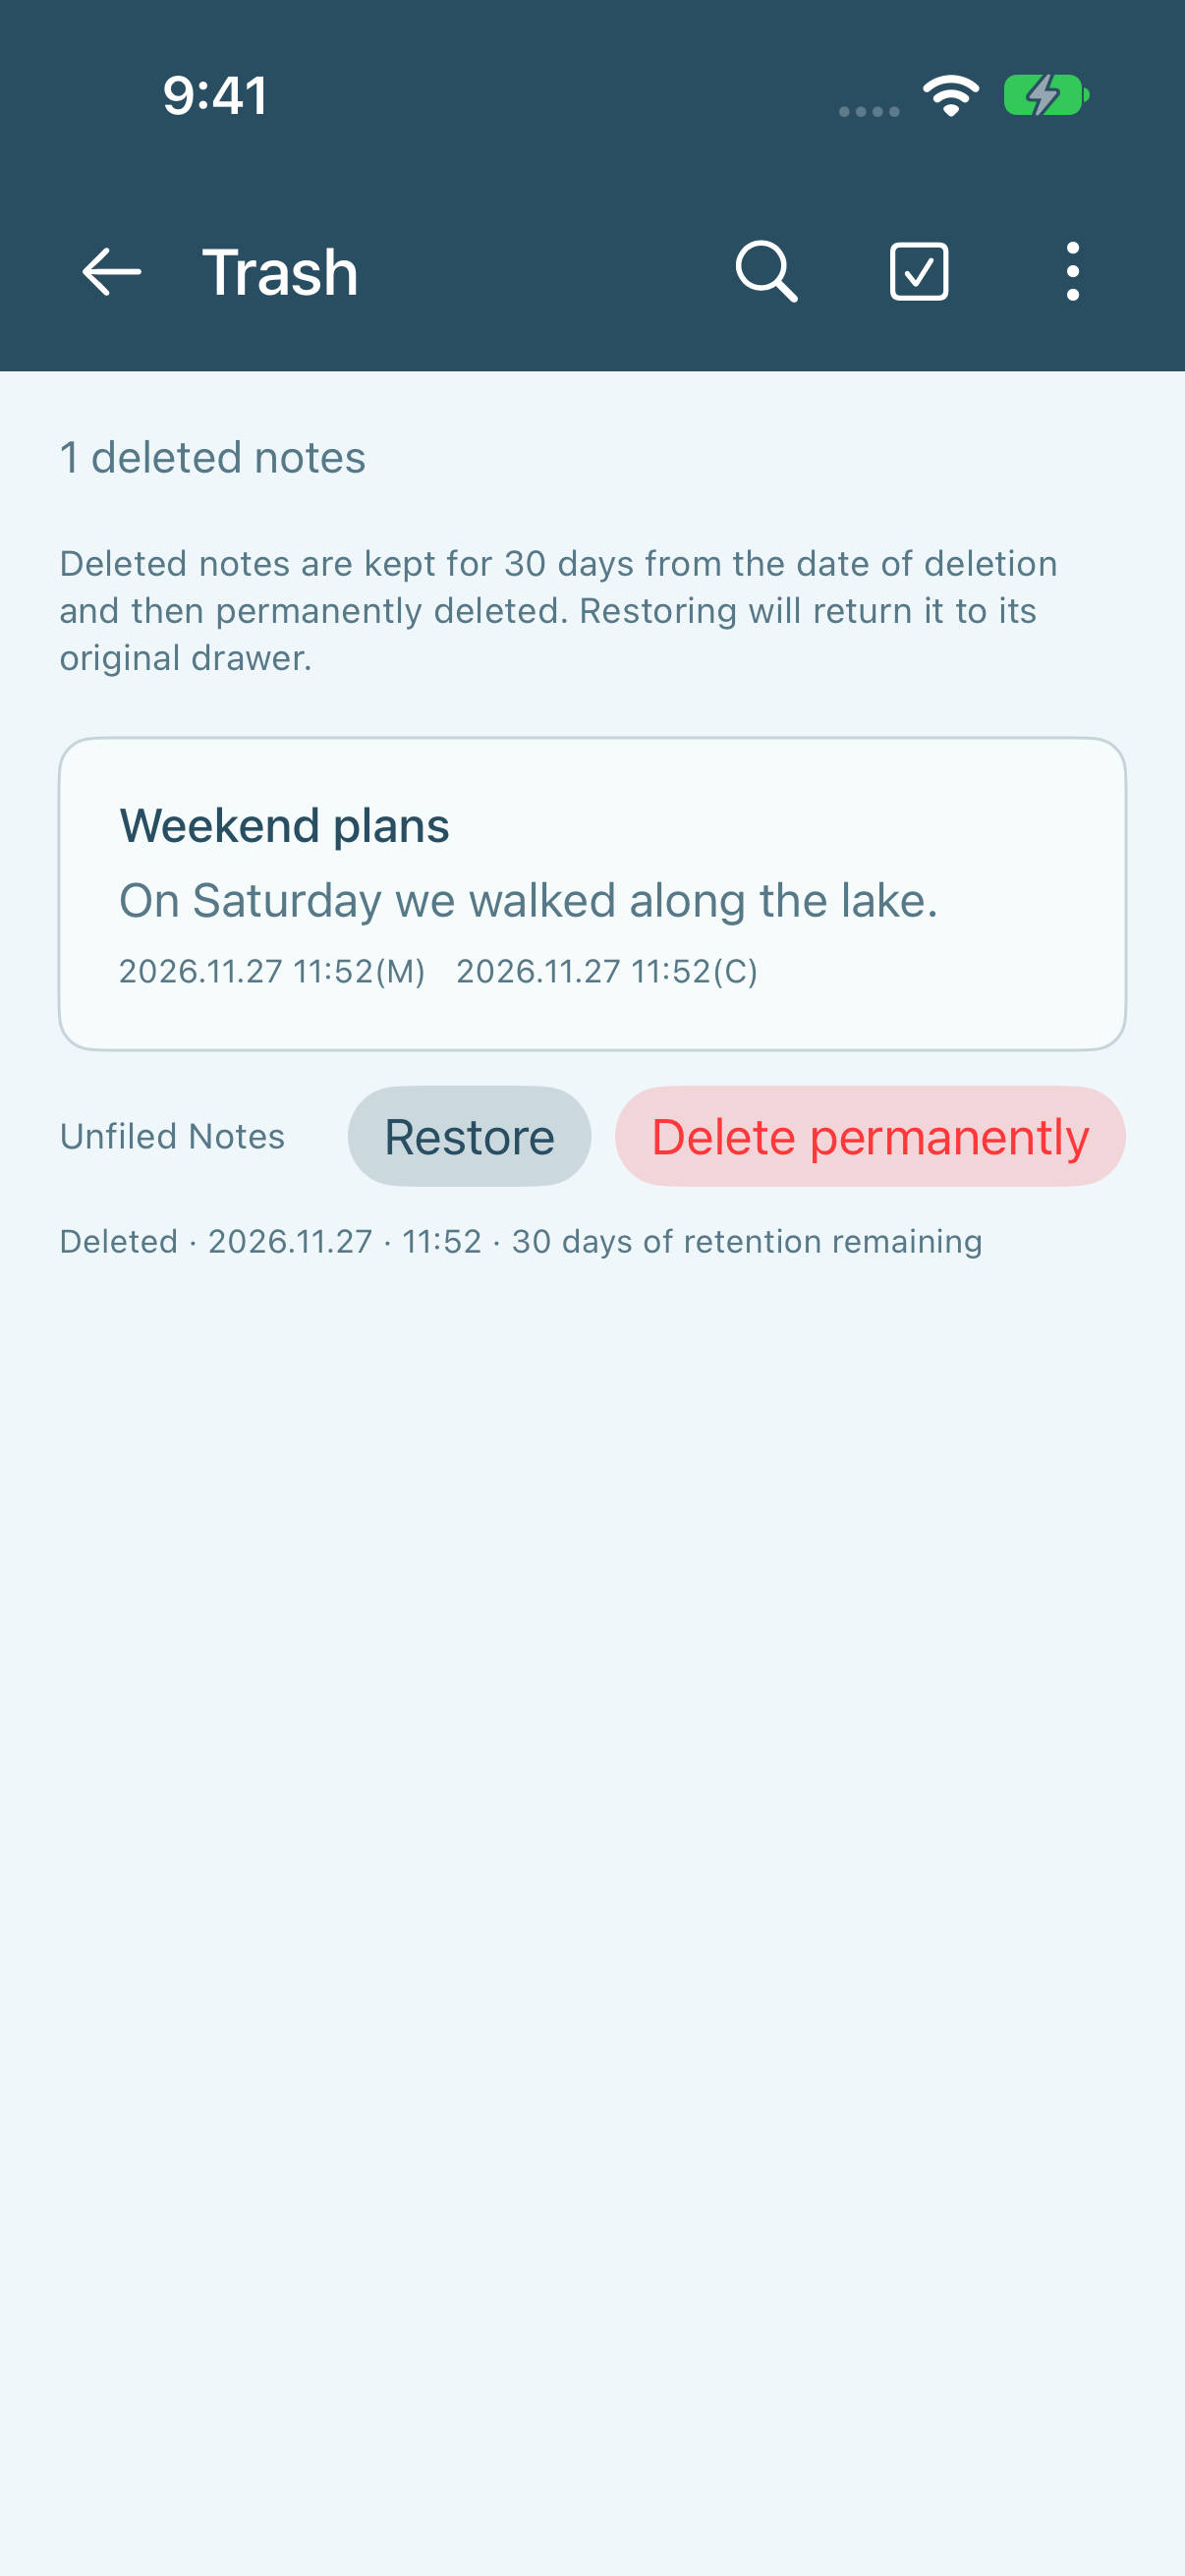 9:41
Trash
1 deleted notes
Deleted notes are kept for 30 days from the date of deletion
and then permanently deleted. Restoring will return it to its
original drawer.
Weekend plans
On Saturday we walked along the lake.
2026.11.27 11:52(M) 2026.11.27 11:52(C)
Unfiled Notes Restore Delete permanently
Deleted · 2026.11.27 · 11:52 · 30 days of retention remaining